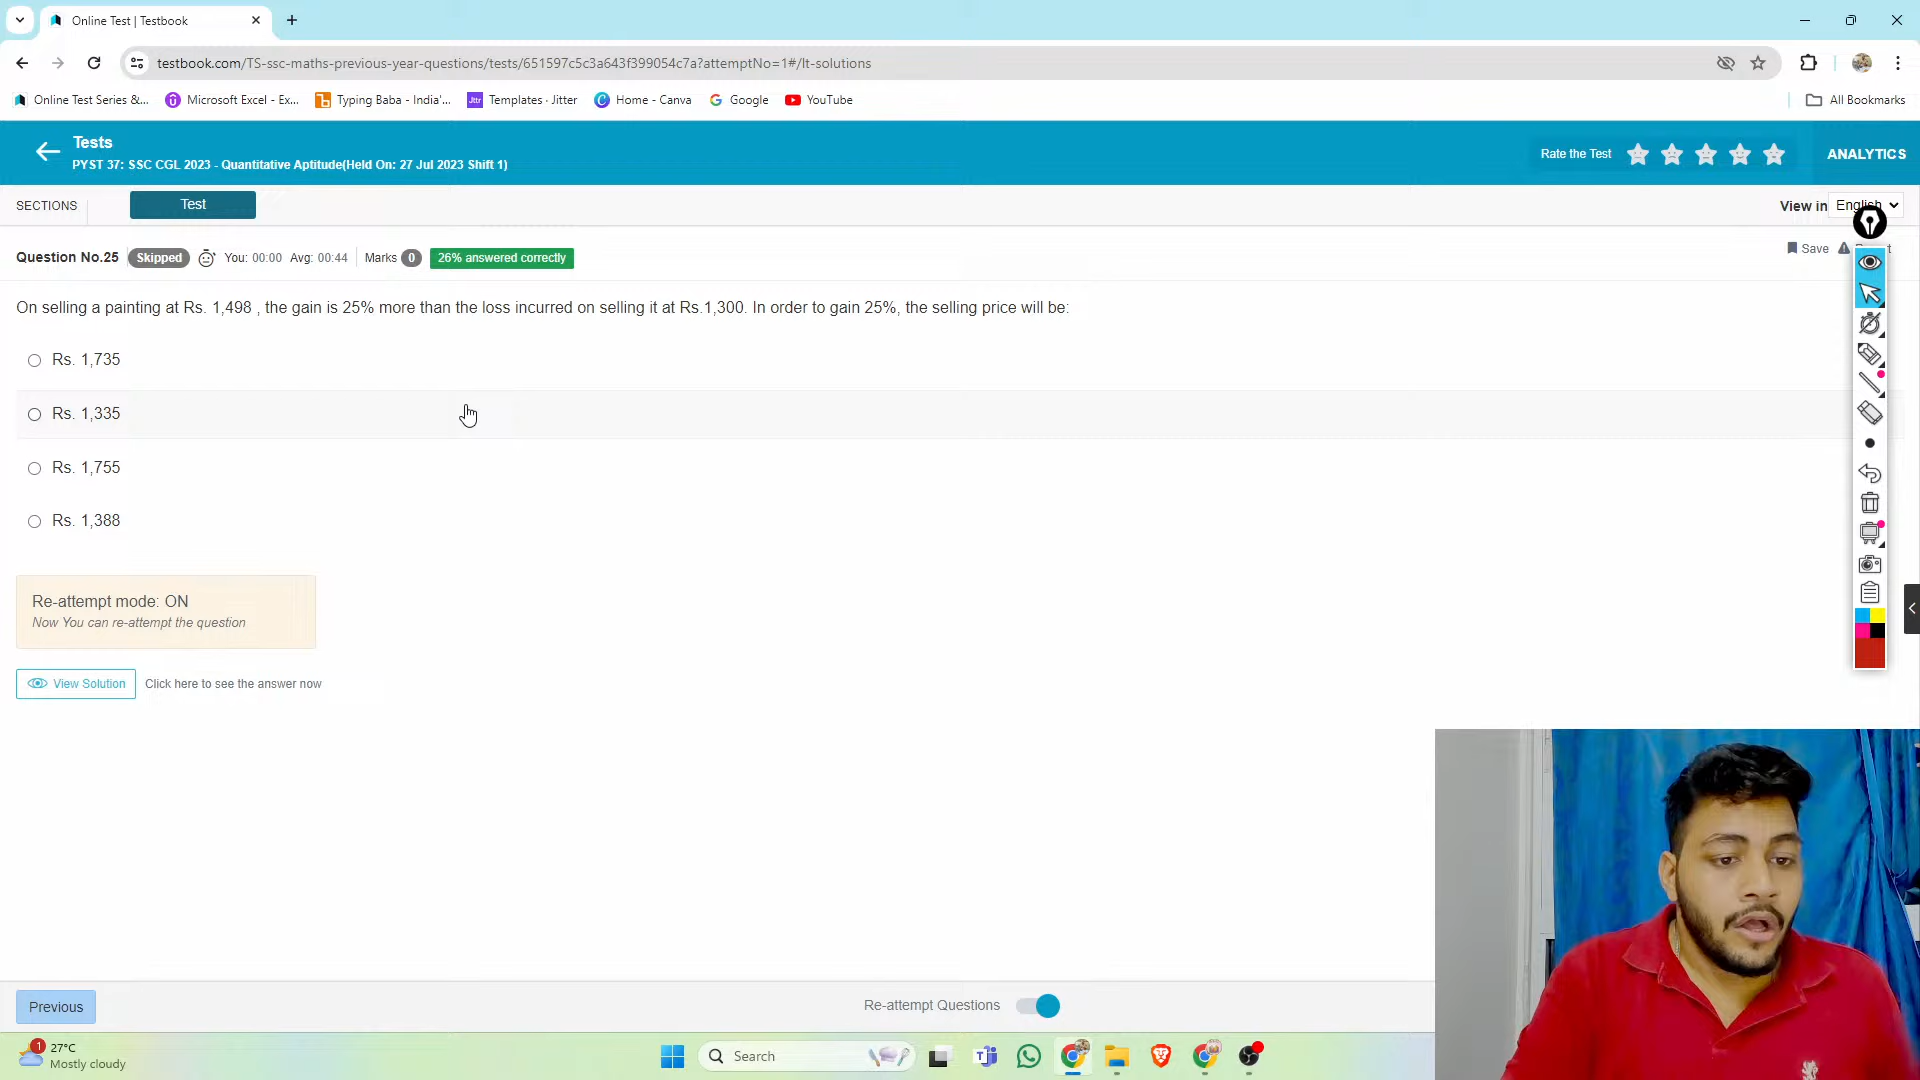 Online Test | Testbook
testbook.com/TS-ssc-maths-previous-year-questions/tests/651597c5c3a643f399054c7a?attemptNo=1#/lt-solutions
Online Test Series &... Microsoft Excel - Ex... Typing Baba - India'... Templates · Jitter Home - Canva Google YouTube All Bookmarks
Tests
PYST 37: SSC CGL 2023 - Quantitative Aptitude(Held On: 27 Jul 2023 Shift 1)
Rate the Test ANALYTICS
SECTIONS Test View in English
Question No.25 Skipped You: 00:00 Avg: 00:44 Marks 0 26% answered correctly Save
On selling a painting at Rs. 1,498 , the gain is 25% more than the loss incurred on selling it at Rs.1,300. In order to gain 25%, the selling price will be:
Rs. 1,735
Rs. 1,335
Rs. 1,755
Rs. 1,388
Re-attempt mode: ON
Now You can re-attempt the question
View Solution Click here to see the answer now
Previous Re-attempt Questions
1 27°C
Mostly cloudy
Search